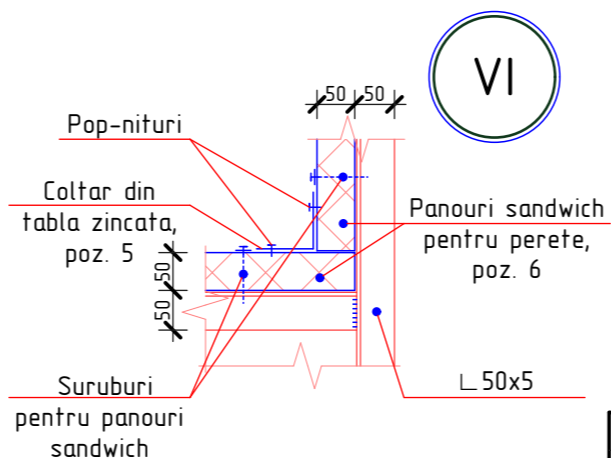 VI
50 50
Pop-nituri
Coltar din
tabla zincata,
poz. 5
Panouri sandwich
pentru perete,
poz. 6
50
50
Suruburi
pentru panouri
sandwich
∟50x5